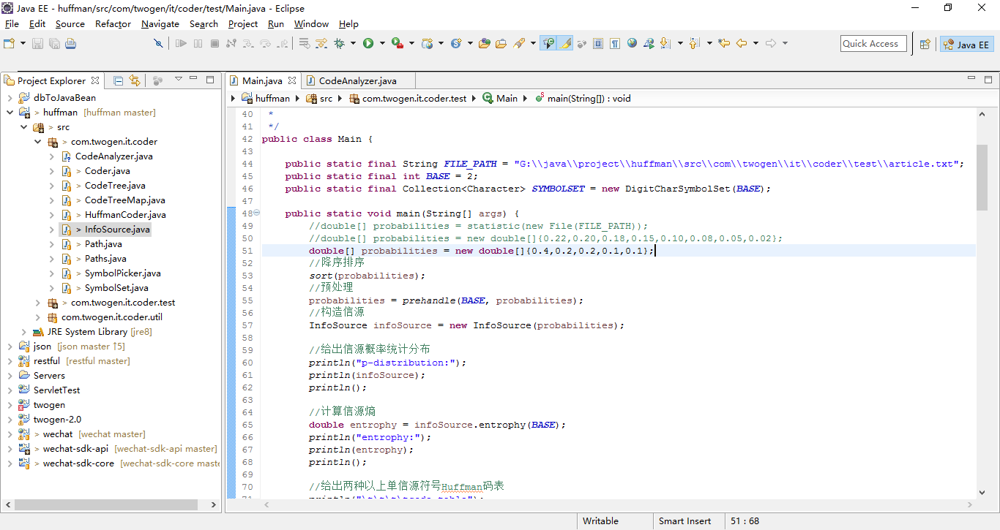 Java EE - huffman/src/com/twogen/it/coder/test/Main.java - Eclipse
File Edit Source Refactor Navigate Search Project Run Window Help
Quick Access Java EE
Project Explorer
dbToJavaBean
> huffman [huffman master]
> src
> com.twogen.it.coder
CodeAnalyzer.java
> Coder.java
> CodeTree.java
> CodeTreeMap.java
> HuffmanCoder.java
> InfoSource.java
> Path.java
> Paths.java
> SymbolPicker.java
> SymbolSet.java
> com.twogen.it.coder.test
com.twogen.it.coder.util
JRE System Library [jre8]
json [json master ↑5]
restful [restful master]
Servers
ServletTest
twogen
twogen-2.0
> wechat [wechat master]
> wechat-sdk-api [wechat-sdk-api master]
> wechat-sdk-core [wechat-sdk-core maste
Main.java CodeAnalyzer.java
huffman src com.twogen.it.coder.test Main main(String[]) : void
40 *
41 */
42 public class Main {
43
44 public static final String FILE_PATH = "G:\\java\\project\\huffman\\src\\com\\twogen\\it\\coder\\test\\article.txt";
45 public static final int BASE = 2;
46 public static final Collection<Character> SYMBOLSET = new DigitCharSymbolSet(BASE);
47
48 public static void main(String[] args) {
49 //double[] probabilities = statistic(new File(FILE_PATH));
50 //double[] probabilities = new double[]{0.22,0.20,0.18,0.15,0.10,0.08,0.05,0.02};
51 double[] probabilities = new double[]{0.4,0.2,0.2,0.1,0.1};
52 //降序排序
53 sort(probabilities);
54 //预处理
55 probabilities = prehandle(BASE, probabilities);
56 //构造信源
57 InfoSource infoSource = new InfoSource(probabilities);
58
59 //给出信源概率统计分布
60 println("p-distribution:");
61 println(infoSource);
62 println();
63
64 //计算信源熵
65 double entrophy = infoSource.entrophy(BASE);
66 println("entrophy:");
67 println(entrophy);
68 println();
69
70 //给出两种以上单信源符号Huffman码表
Writable Smart Insert 51 : 68